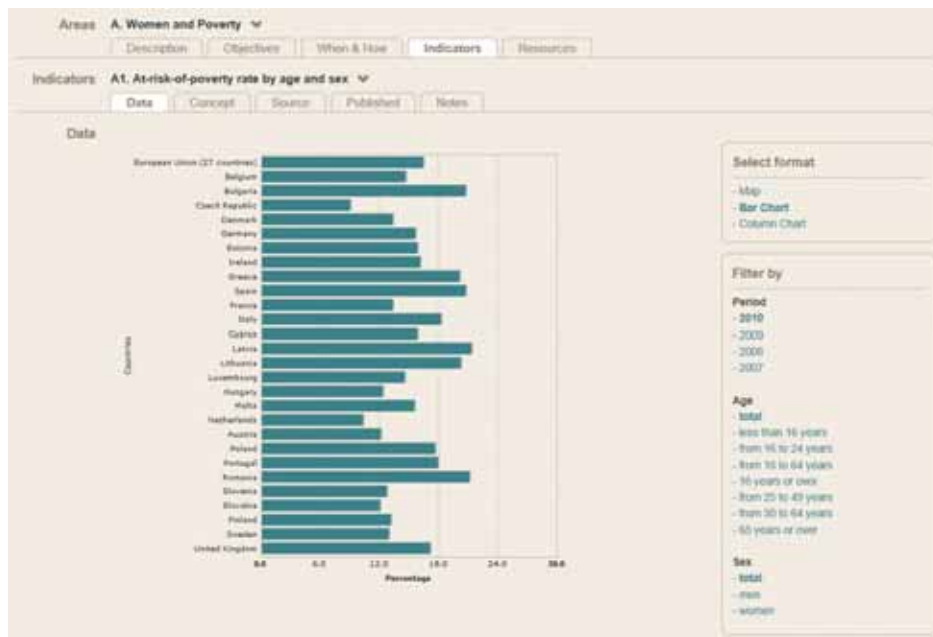 Areas A. Women and Poverty
Description Objectives When & How Indicators Resources
Indicators A1. At-risk-of-poverty rate by age and sex
Data Concept Source Published Notes
Data
European Union (27 countries)
Belgium
Bulgaria
Czech Republic
Denmark
Germany
Estonia
Ireland
Greece
Spain
France
Italy
Cyprus
Latvia
Lithuania
Luxembourg
Hungary
Malta
Netherlands
Austria
Poland
Portugal
Romania
Slovenia
Slovakia
Finland
Sweden
United Kingdom
Countries
0.0 6.0 12.0 18.0 24.0 30.0
Percentage
Select format
- Map
- Bar Chart
- Column Chart
Filter by
Period
- 2010
- 2009
- 2008
- 2007
Age
- total
- less than 16 years
- from 16 to 24 years
- from 16 to 64 years
- 16 years or over
- from 25 to 49 years
- from 50 to 64 years
- 65 years or over
Sex
- total
- men
- women